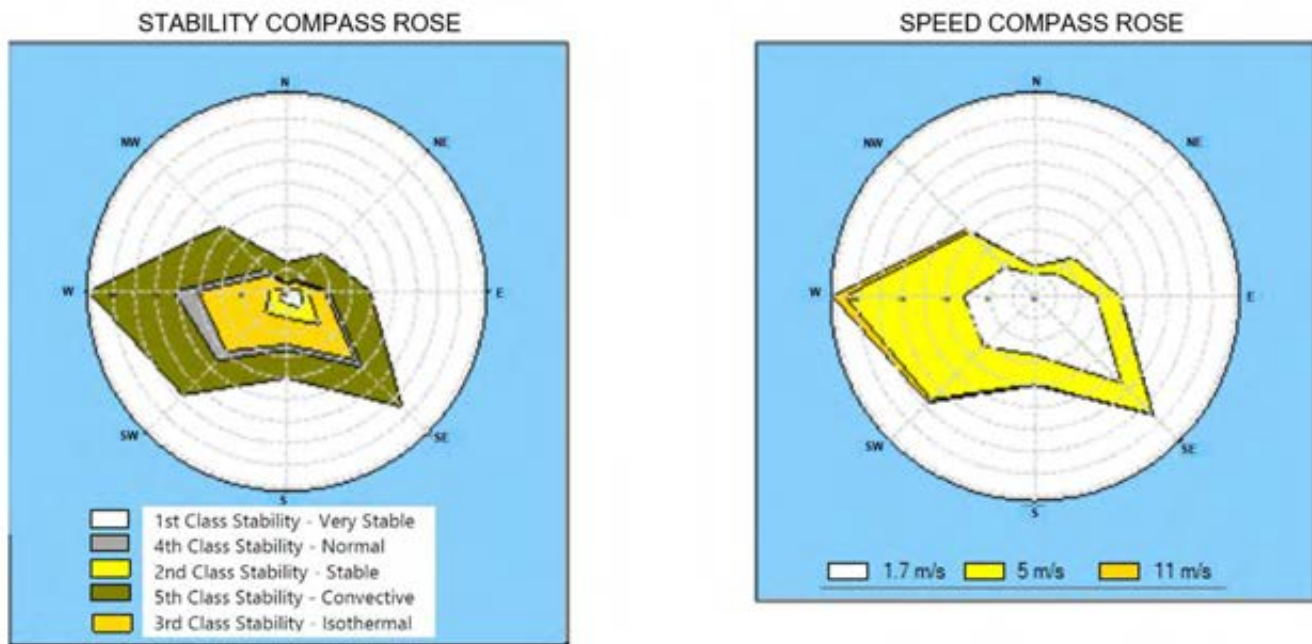 STABILITY COMPASS ROSE
N
NW
NE
W
E
SW
SE
S
1st Class Stability - Very Stable
4th Class Stability - Normal
2nd Class Stability - Stable
5th Class Stability - Convective
3rd Class Stability - Isothermal
SPEED COMPASS ROSE
N
NW
NE
W
E
SW
SE
S
1.7 m/s 5 m/s 11 m/s